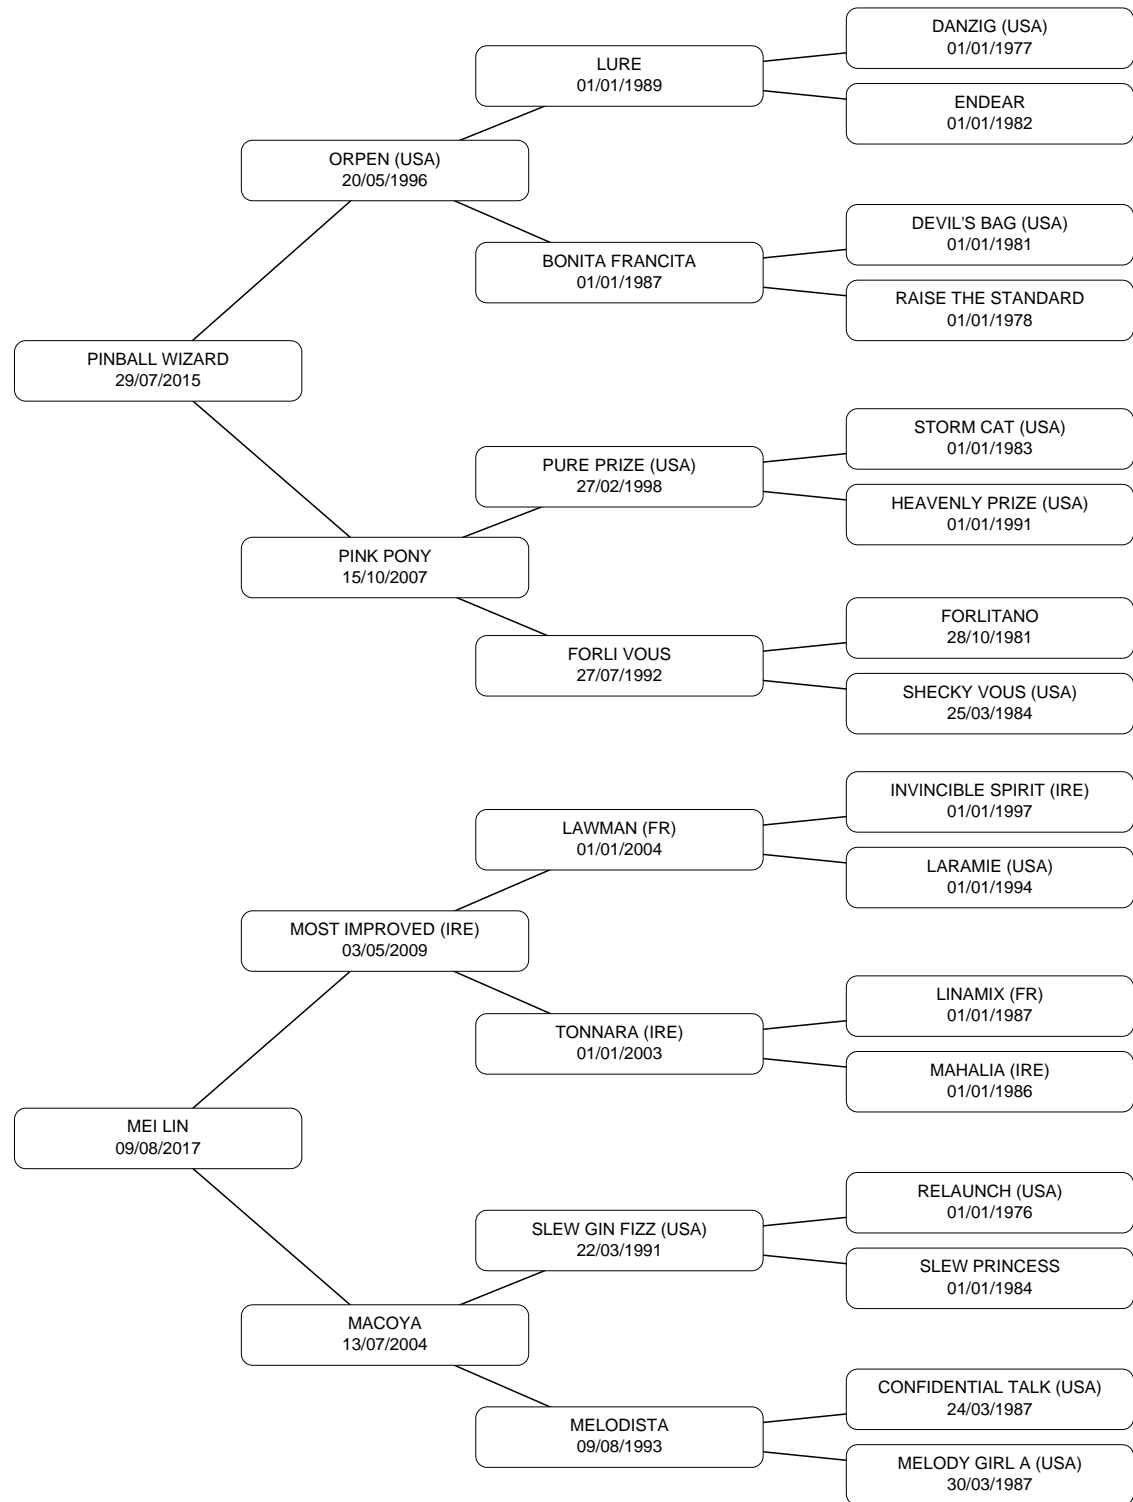 DANZIG (USA)
01/01/1977
LURE
01/01/1989
ENDEAR
01/01/1982
ORPEN (USA)
20/05/1996
DEVIL'S BAG (USA)
01/01/1981
BONITA FRANCITA
01/01/1987
RAISE THE STANDARD
01/01/1978
PINBALL WIZARD
29/07/2015
STORM CAT (USA)
01/01/1983
PURE PRIZE (USA)
27/02/1998
HEAVENLY PRIZE (USA)
01/01/1991
PINK PONY
15/10/2007
FORLITANO
28/10/1981
FORLI VOUS
27/07/1992
SHECKY VOUS (USA)
25/03/1984
INVINCIBLE SPIRIT (IRE)
01/01/1997
LAWMAN (FR)
01/01/2004
LARAMIE (USA)
01/01/1994
MOST IMPROVED (IRE)
03/05/2009
LINAMIX (FR)
01/01/1987
TONNARA (IRE)
01/01/2003
MAHALIA (IRE)
01/01/1986
MEI LIN
09/08/2017
RELAUNCH (USA)
01/01/1976
SLEW GIN FIZZ (USA)
22/03/1991
SLEW PRINCESS
01/01/1984
MACOYA
13/07/2004
CONFIDENTIAL TALK (USA)
24/03/1987
MELODISTA
09/08/1993
MELODY GIRL A (USA)
30/03/1987